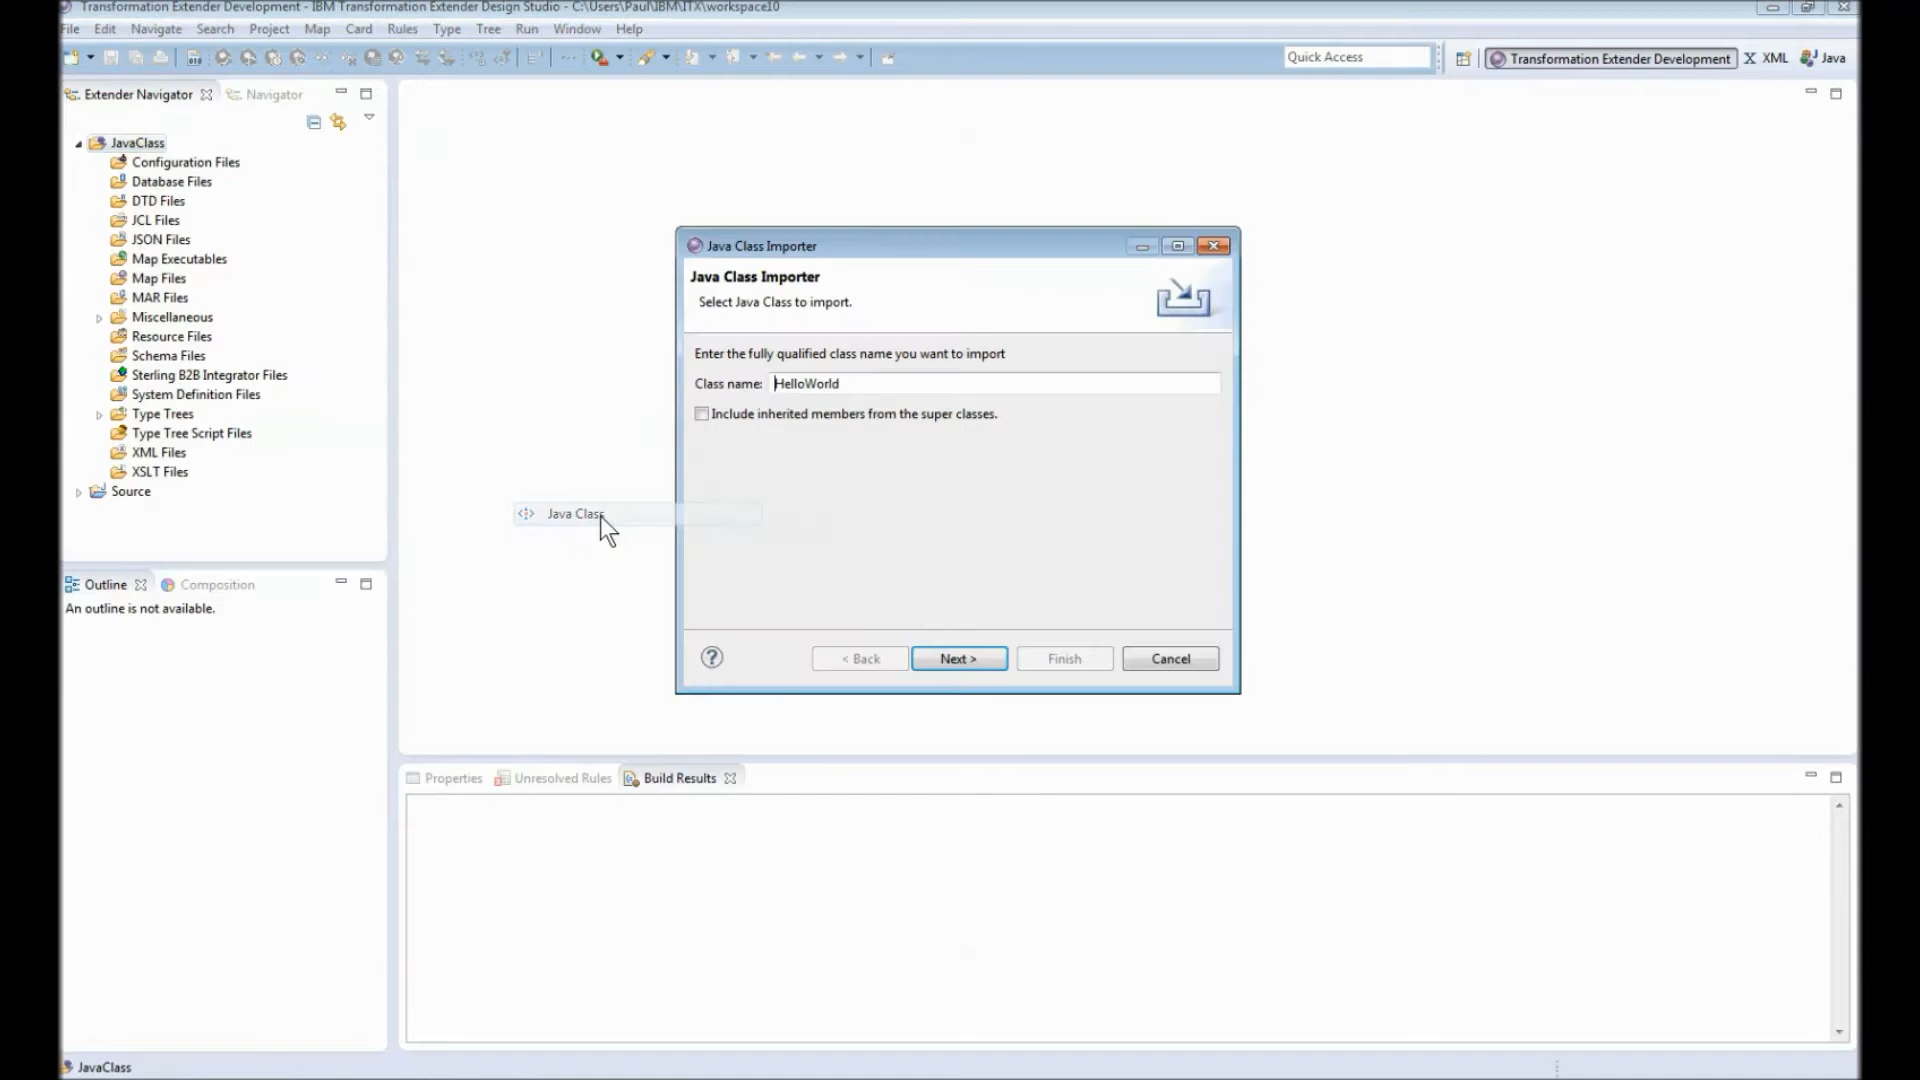 Transformation Extender Development - IBM Transformation Extender Design Studio - C:\Users\Paul\IBM\ITX\workspace10
File Edit Navigate Search Project Map Card Rules Type Tree Run Window Help
Quick Access
Transformation Extender Development
XML
Java
Extender Navigator
Navigator
JavaClass
Configuration Files
Database Files
DTD Files
JCL Files
JSON Files
Map Executables
Map Files
MAR Files
Miscellaneous
Resource Files
Schema Files
Sterling B2B Integrator Files
System Definition Files
Type Trees
Type Tree Script Files
XML Files
XSLT Files
Source
Java Class
Java Class Importer
Java Class Importer
Select Java Class to import.
Enter the fully qualified class name you want to import
Class name: HelloWorld
Include inherited members from the super classes.
? < Back Next > Finish Cancel
Outline
Composition
An outline is not available.
Properties
Unresolved Rules
Build Results
JavaClass